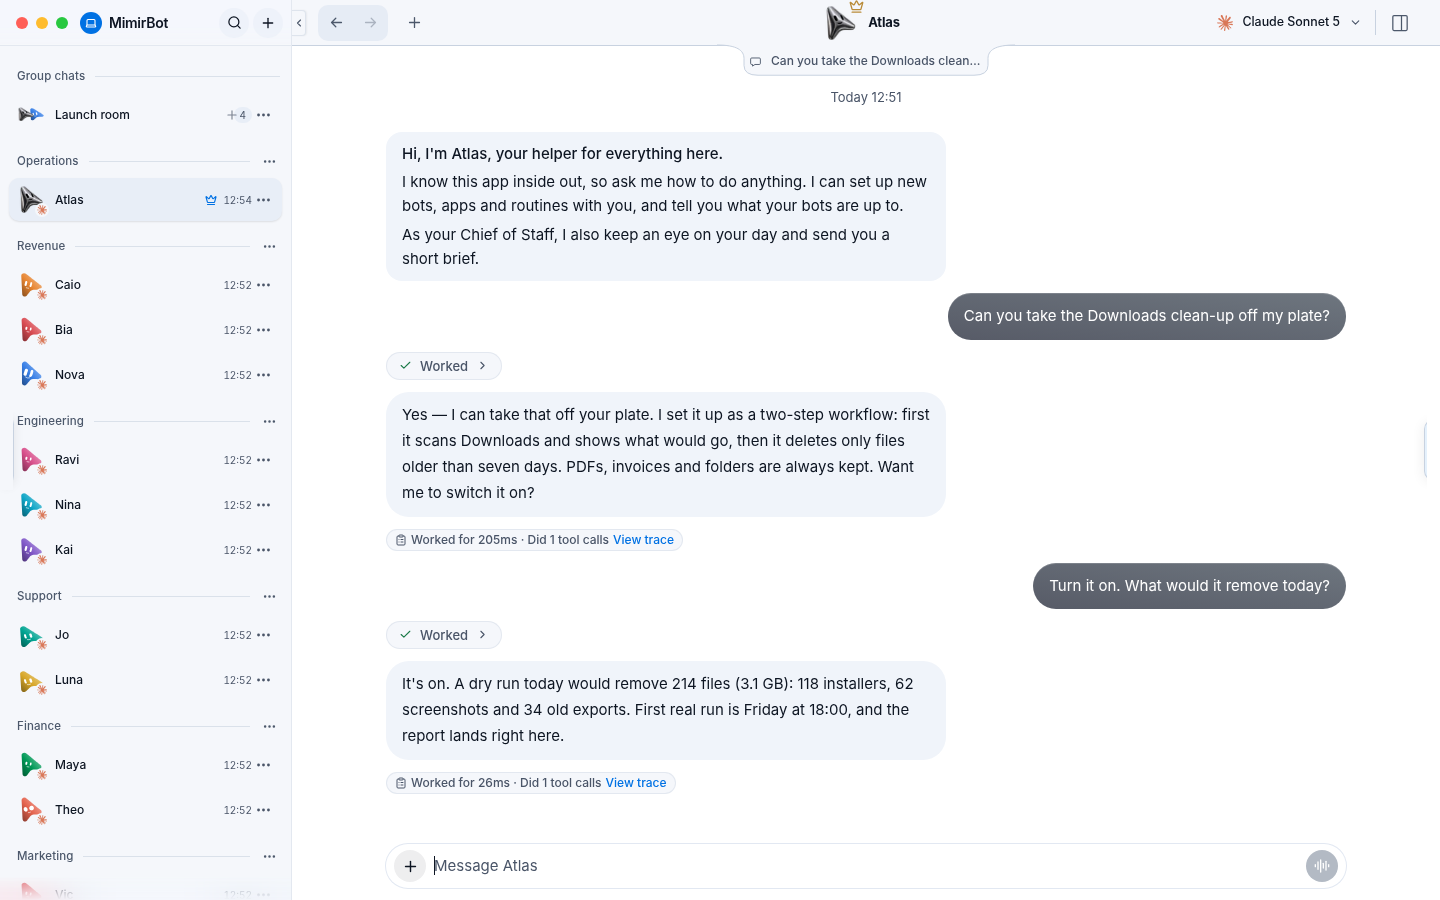 MimirBot
Group chats
Launch room
+4
Operations
Atlas
12:54
Revenue
Caio
12:52
Bia
12:52
Nova
12:52
Engineering
Ravi
12:52
Nina
12:52
Kai
12:52
Support
Jo
12:52
Luna
12:52
Finance
Maya
12:52
Theo
12:52
Marketing
Vic
12:52
Atlas
Claude Sonnet 5
Can you take the Downloads clean...
Today 12:51
Hi, I'm Atlas, your helper for everything here.
I know this app inside out, so ask me how to do anything. I can set up new
bots, apps and routines with you, and tell you what your bots are up to.
As your Chief of Staff, I also keep an eye on your day and send you a
short brief.
Can you take the Downloads clean-up off my plate?
Worked
Yes — I can take that off your plate. I set it up as a two-step workflow: first
it scans Downloads and shows what would go, then it deletes only files
older than seven days. PDFs, invoices and folders are always kept. Want
me to switch it on?
Worked for 205ms · Did 1 tool calls View trace
Turn it on. What would it remove today?
Worked
It's on. A dry run today would remove 214 files (3.1 GB): 118 installers, 62
screenshots and 34 old exports. First real run is Friday at 18:00, and the
report lands right here.
Worked for 26ms · Did 1 tool calls View trace
Message Atlas